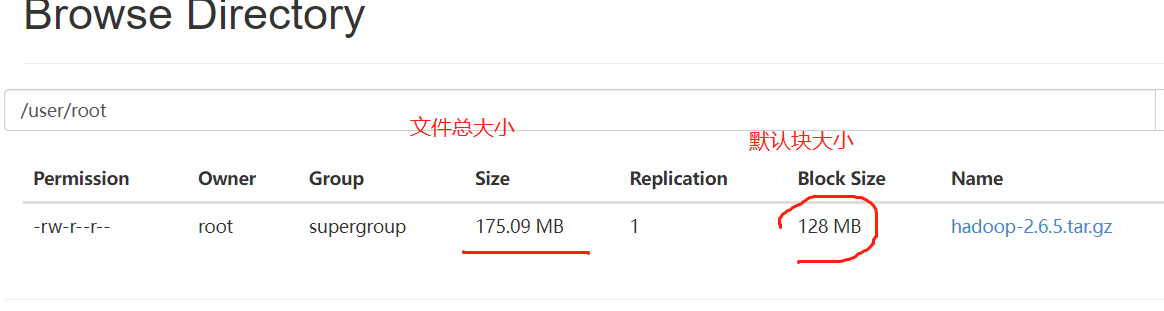 Browse Directory
/user/root
文件总大小
默认块大小
Permission Owner Group Size Replication Block Size Name
-rw-r--r-- root supergroup 175.09 MB 1 128 MB hadoop-2.6.5.tar.gz